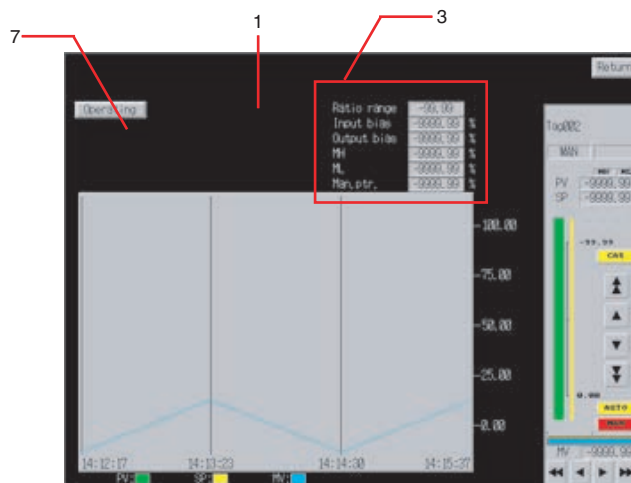 7
1
3
Return
Operating
Ratio range -99.99
Input bias -9999.99 %
Output bias -9999.99 %
MH -9999.99 %
ML -9999.99 %
Man.ptr. -9999.99 %
Tag002
MAN
PV -9999.99
SP -9999.99
-99.99
CAS
100.00
75.00
50.00
25.00
0.00
0.00
AUTO
MAN
MV -9999.99
14:12:17 14:13:23 14:14:30 14:15:37
PV: SP: MV: